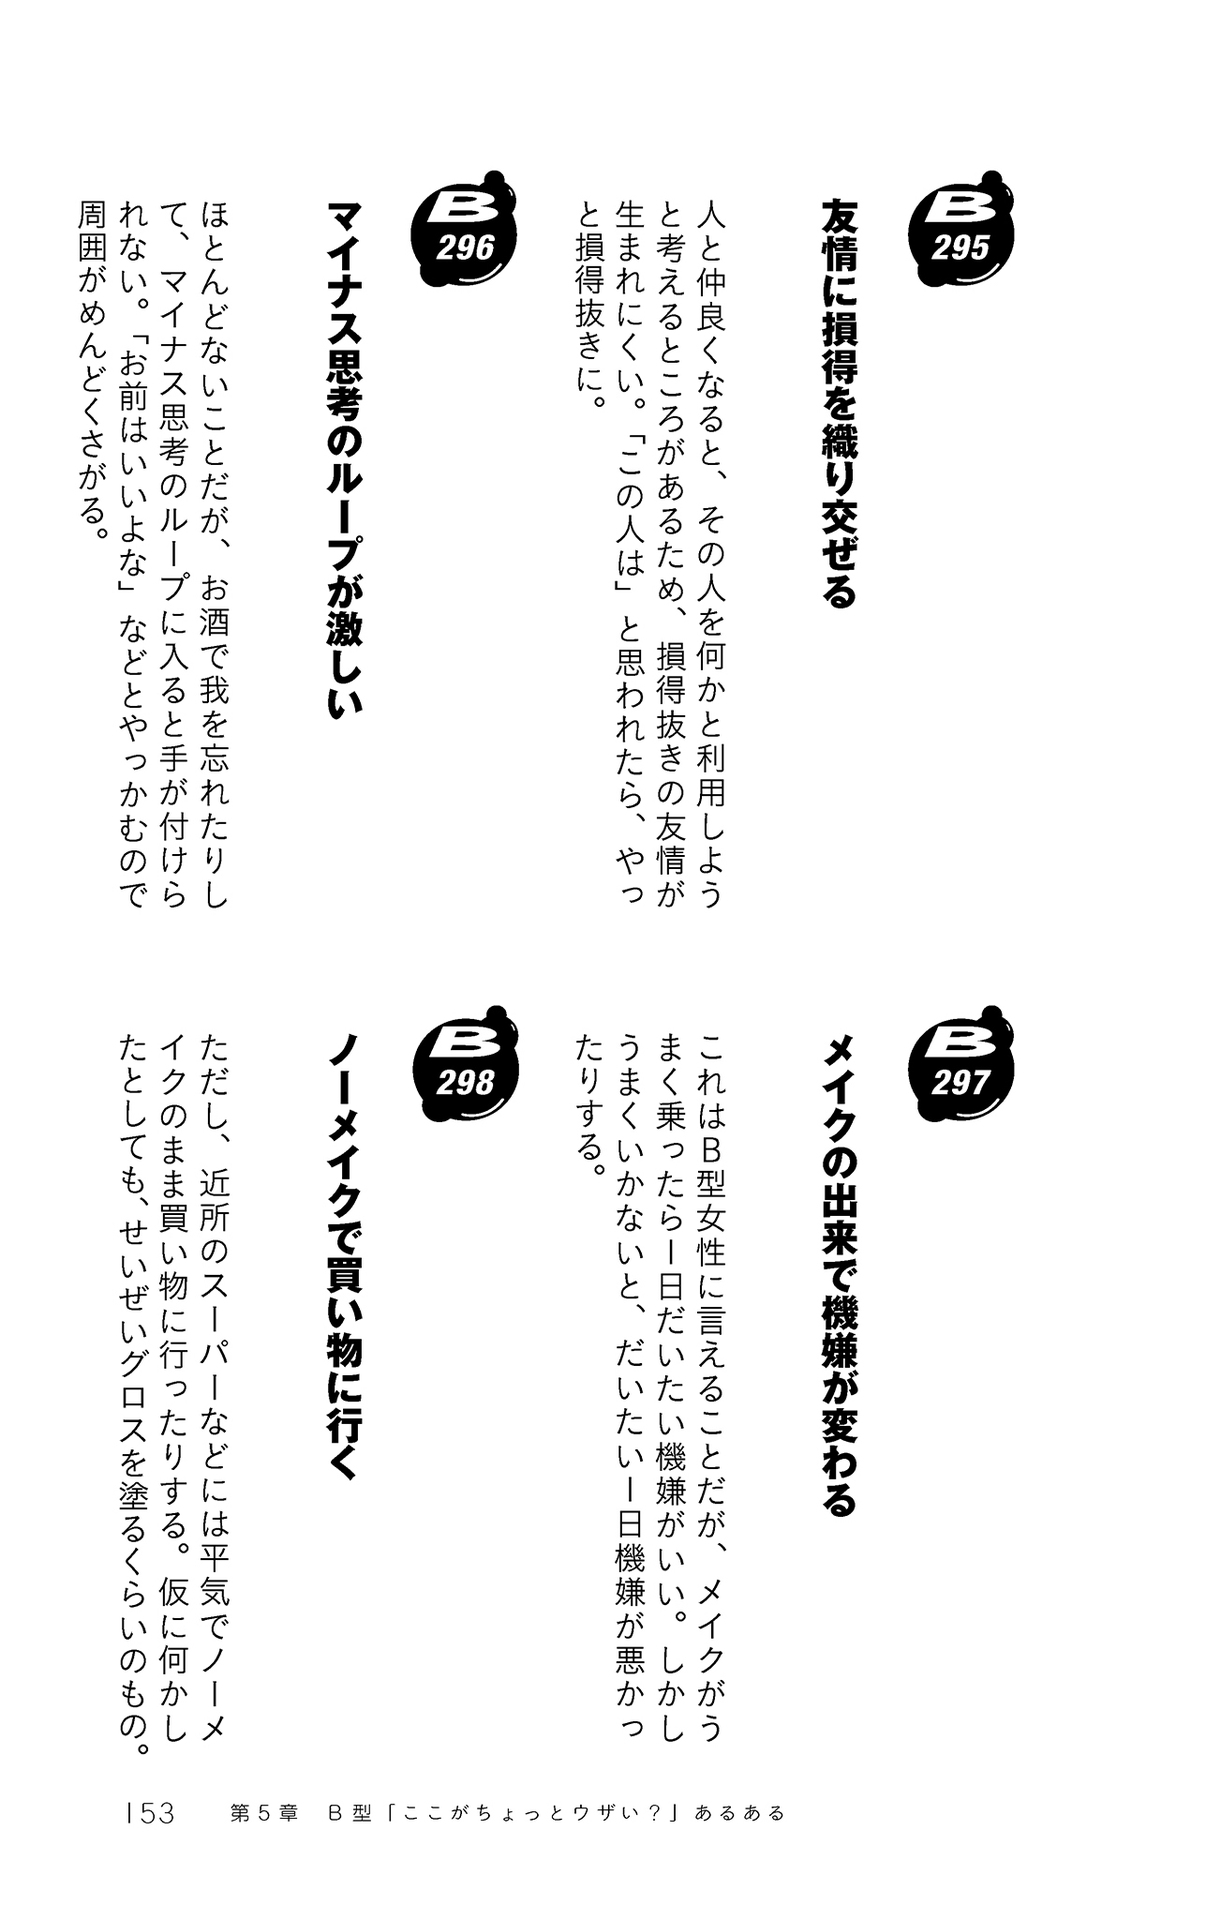 B
295
友情に損得を織り交ぜる
人と仲良くなると、その人を何かと利用しよう
と考えるところがあるため、損得抜きの友情が
生まれにくい。「この人は」と思われたら、やっ
と損得抜きに。
B
296
マイナス思考のループが激しい
ほとんどないことだが、お酒で我を忘れたりし
て、マイナス思考のループに入ると手が付けら
れない。「お前はいいよな」などとやっかむので
周囲がめんどくさがる。
B
297
メイクの出来で機嫌が変わる
これはB型女性に言えることだが、メイクがう
まく乗ったら一日だいたい機嫌がいい。しかし
うまくいかないと、だいたい一日機嫌が悪かっ
たりする。
B
298
ノーメイクで買い物に行く
ただし、近所のスーパーなどには平気でノーメ
イクのまま買い物に行ったりする。仮に何かし
たとしても、せいぜいグロスを塗るくらいのもの。
153 第5章 B型「ここがちょっとウザい?」あるある